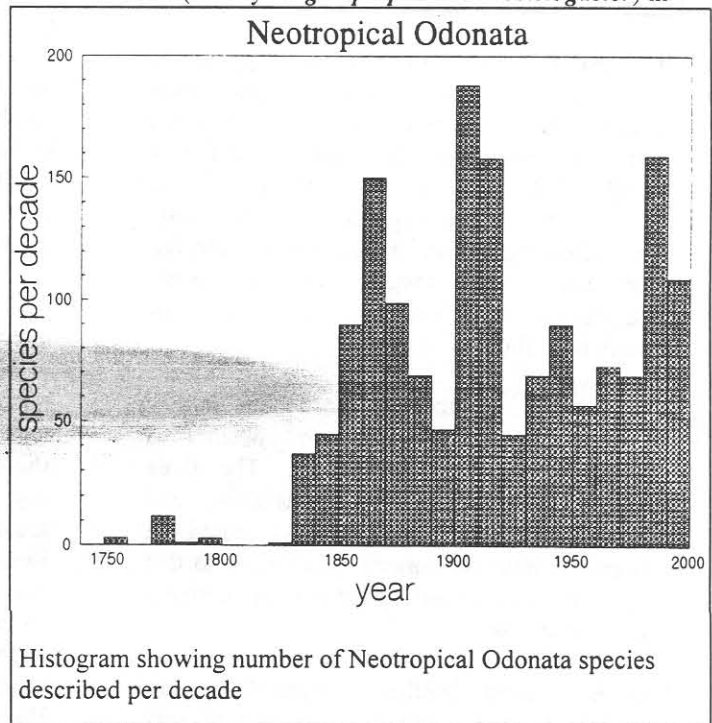 Neotropical Odonata
200
150
100
50
0
species per decade
1750 1800 1850 1900 1950 2000
year
Histogram showing number of Neotropical Odonata species
described per decade